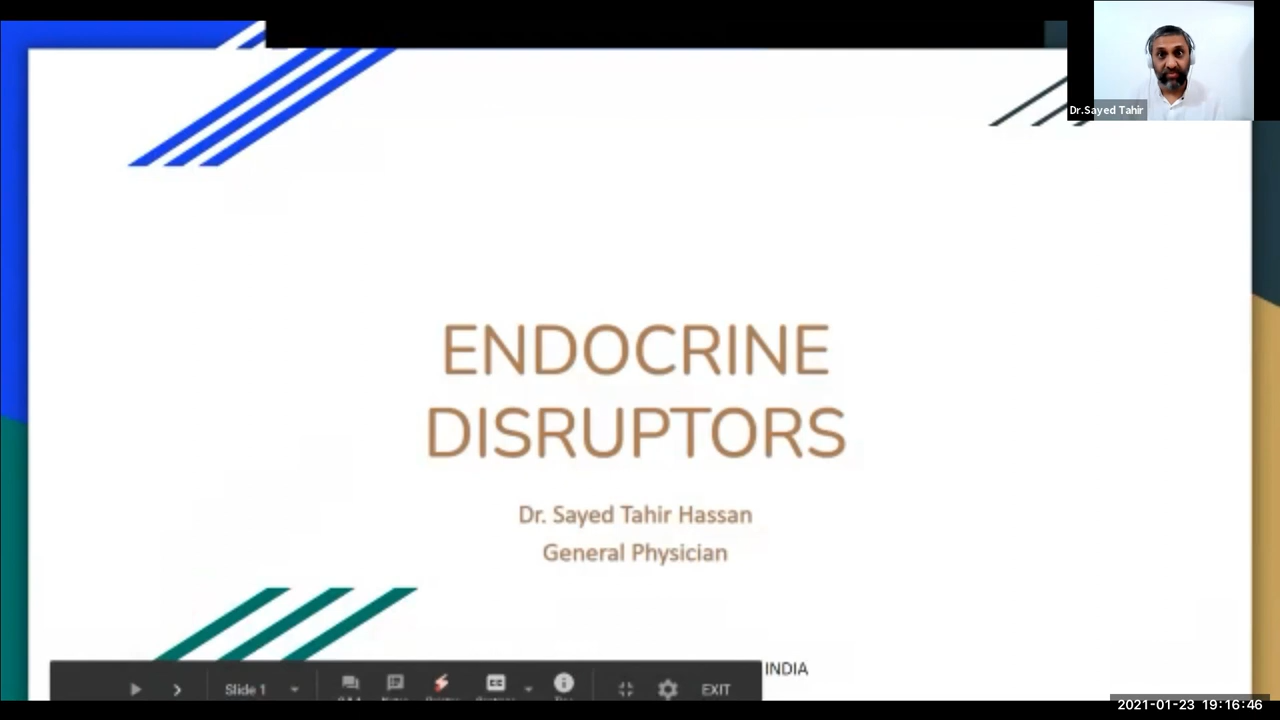 Dr.Sayed Tahir
ENDOCRINE
DISRUPTORS
Dr. Sayed Tahir Hassan
General Physician
INDIA
Slide 1
EXIT
2021-01-23 19:16:46